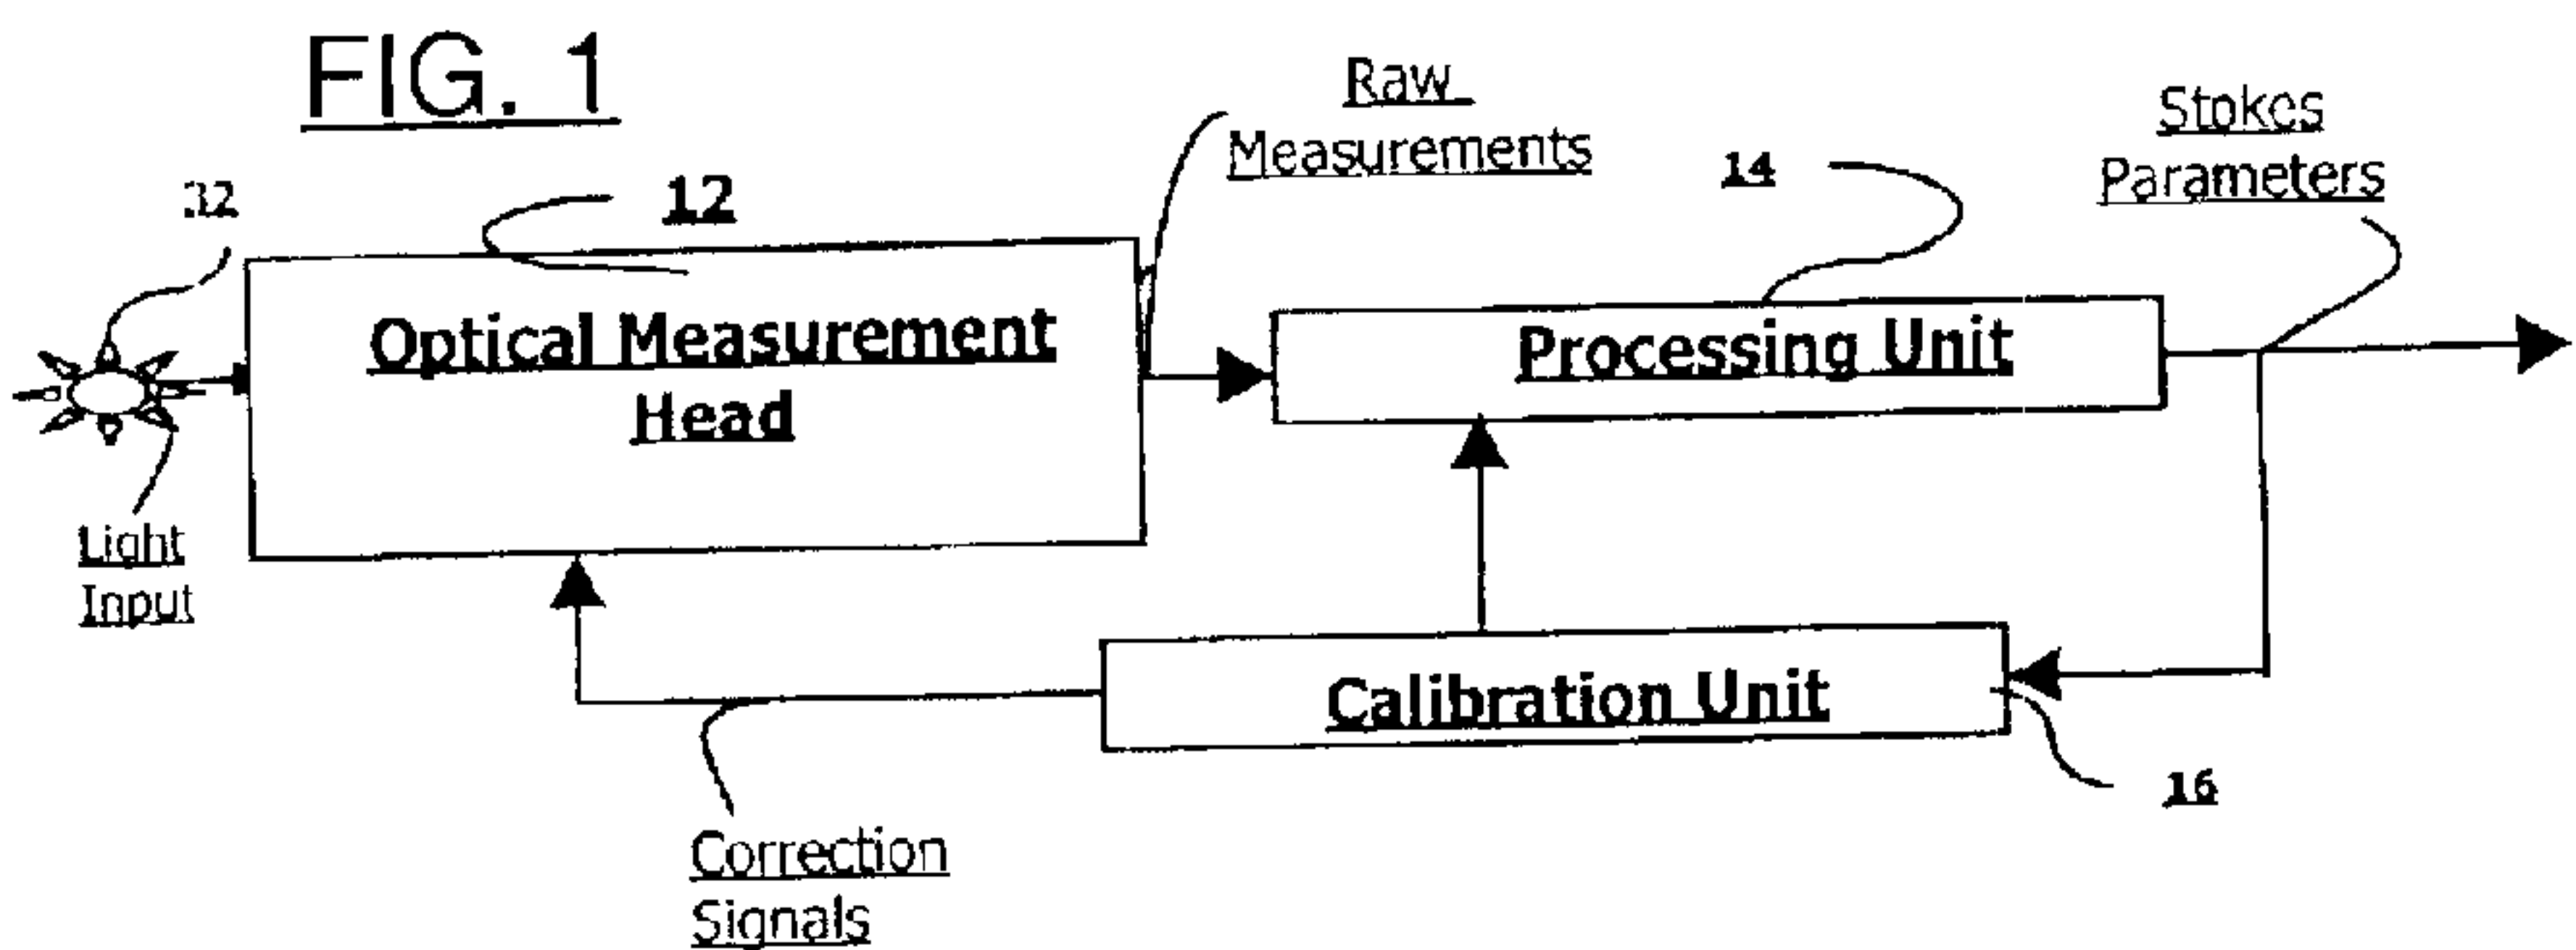 FIG. 1
Raw
Measurements
Stokes
Parameters
32
12
14
Optical Measurement
Head
Processing Unit
Light
Input
Calibration Unit
16
Correction
Signals